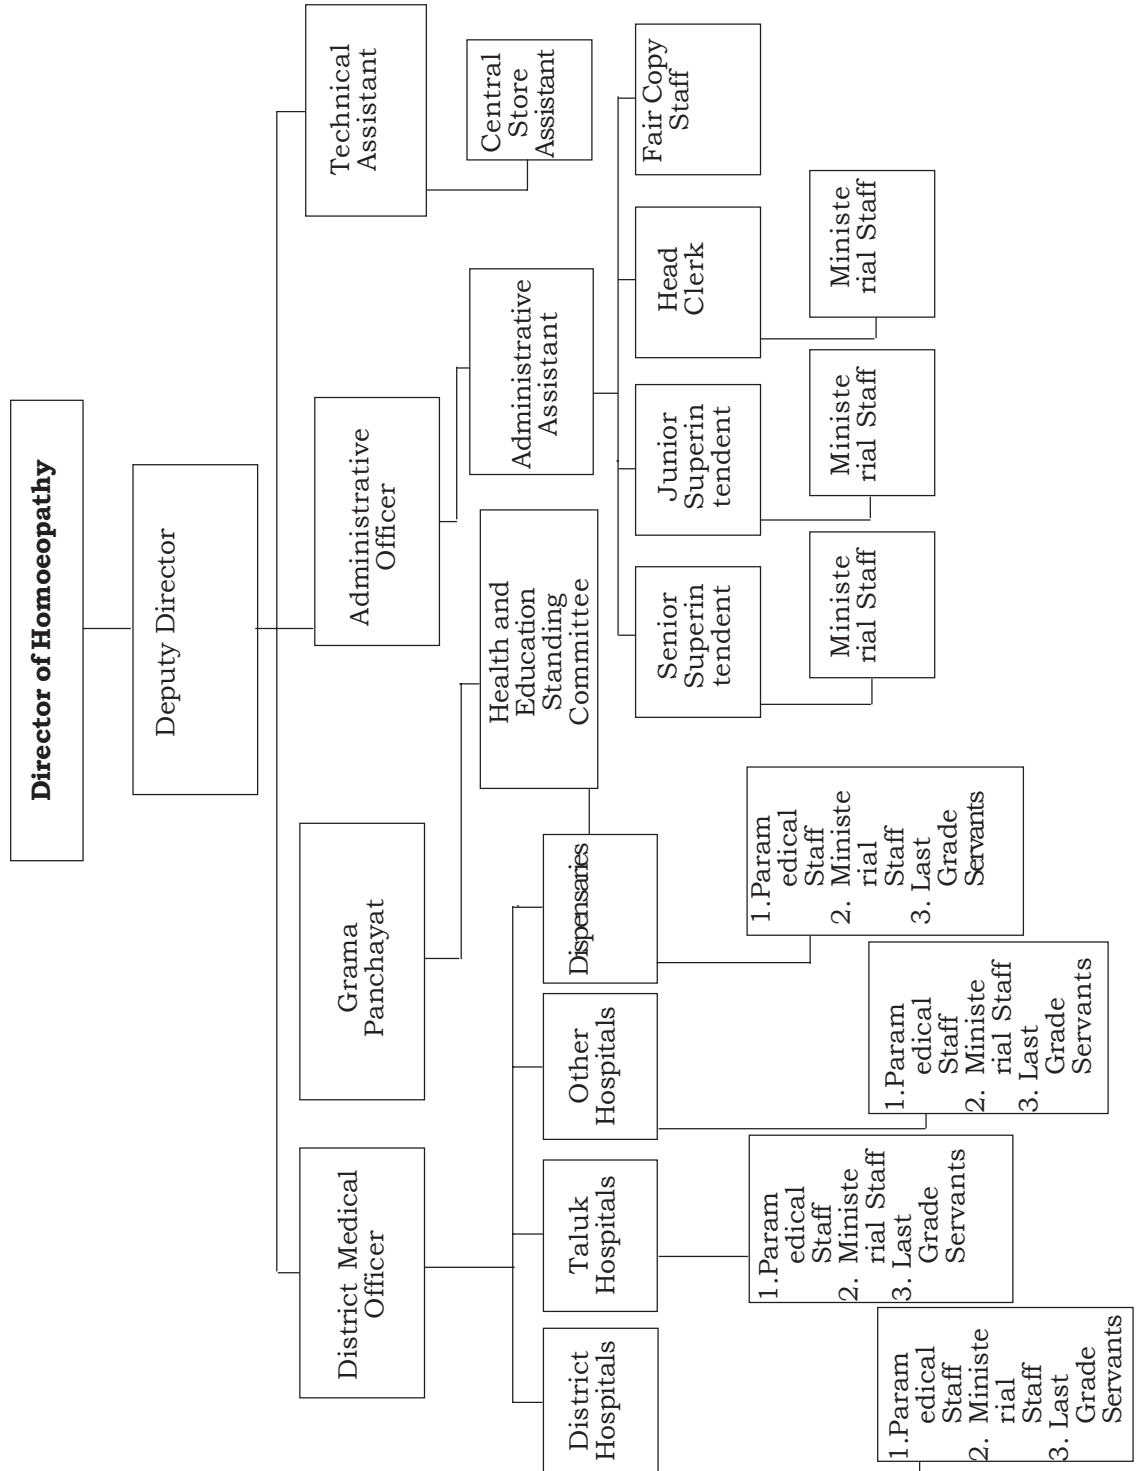 Director of Homoeopathy
Deputy Director
District Medical
Officer
Grama
Panchayat
Administrative
Officer
Technical
Assistant
Health and
Education
Standing
Committee
Administrative
Assistant
Central
Store
Assistant
District
Hospitals
Taluk
Hospitals
Other
Hospitals
Dispensaries
Senior
Superin
tendent
Junior
Superin
tendent
Head
Clerk
Fair Copy
Staff
1.Param
edical
Staff
2. Ministe
rial
Staff
3. Last
Grade
Servants
1.Param
edical
Staff
2. Ministe
rial Staff
3. Last
Grade
Servants
1.Param
edical
Staff
2. Ministe
rial Staff
3. Last
Grade
Servants
1.Param
edical
Staff
2. Ministe
rial
Staff
3. Last
Grade
Servants
Ministe
rial Staff
Ministe
rial Staff
Ministe
rial Staff